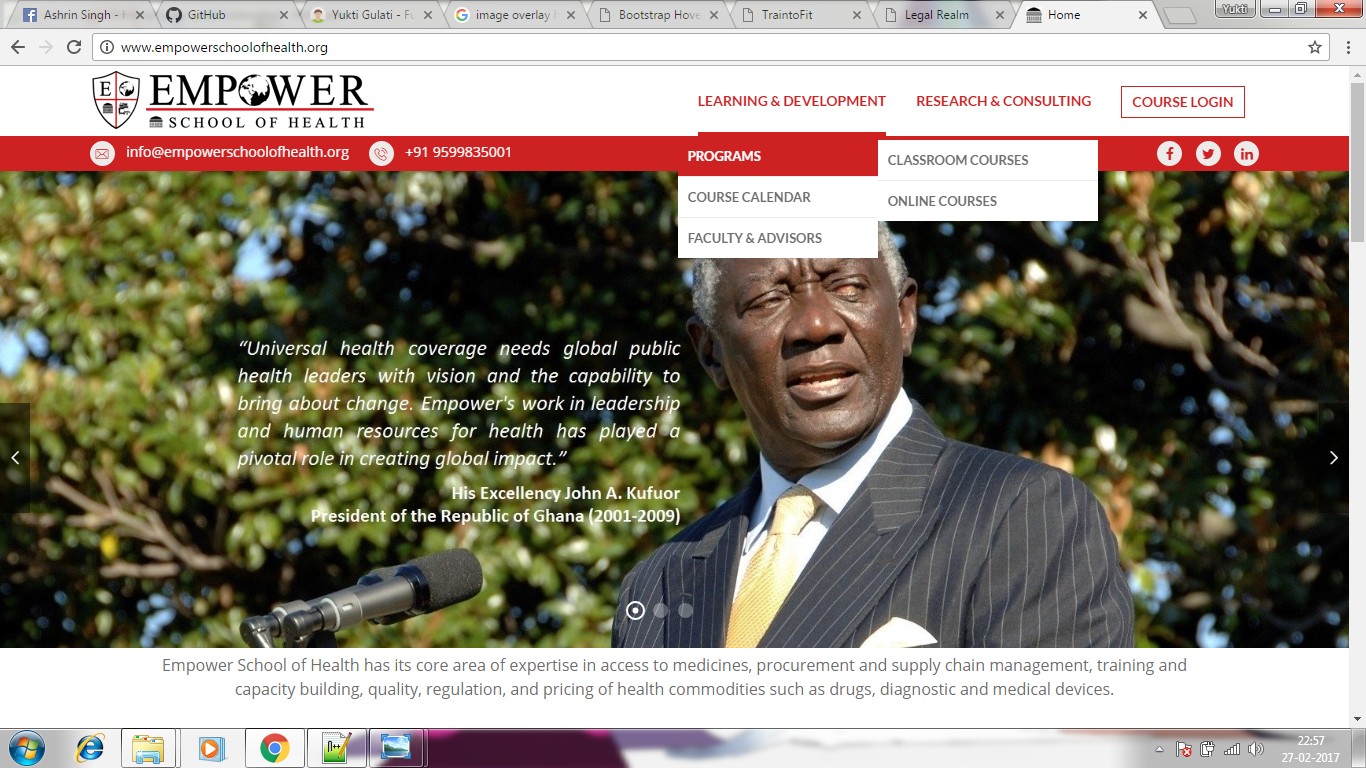 Ashrin Singh - H
GitHub
Yukti Gulati - Fu
image overlay h
Bootstrap Hove
TraintoFit
Legal Realm
Home
Yukti
www.empowerschoolofhealth.org
E
EMPOWER
SCHOOL OF HEALTH
LEARNING & DEVELOPMENT
RESEARCH & CONSULTING
COURSE LOGIN
info@empowerschoolofhealth.org
+91 9599835001
PROGRAMS
CLASSROOM COURSES
COURSE CALENDAR
ONLINE COURSES
FACULTY & ADVISORS
“Universal health coverage needs global public
health leaders with vision and the capability to
bring about change. Empower's work in leadership
and human resources for health has played a
pivotal role in creating global impact.”
His Excellency John A. Kufuor
President of the Republic of Ghana (2001-2009)
Empower School of Health has its core area of expertise in access to medicines, procurement and supply chain management, training and
capacity building, quality, regulation, and pricing of health commodities such as drugs, diagnostic and medical devices.
22:57
27-02-2017